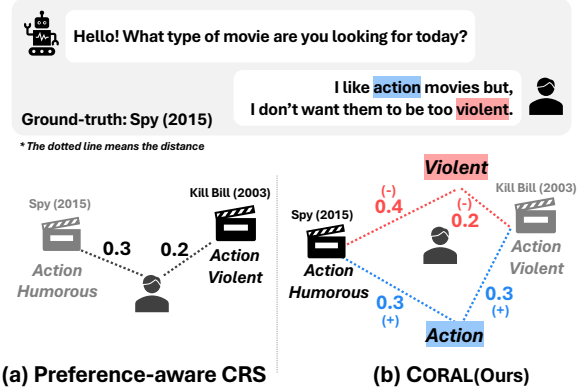 Hello! What type of movie are you looking for today?
I like action movies but,
I don't want them to be too violent.
Ground-truth: Spy (2015)
* The dotted line means the distance
Spy (2015)
Action
Humorous
0.3
0.2
Kill Bill (2003)
Action
Violent
(a) Preference-aware CRS
Violent
(-)
0.4
(-)
0.2
Spy (2015)
Action
Humorous
Kill Bill (2003)
Action
Violent
0.3
(+)
0.3
(+)
Action
(b) CORAL(Ours)